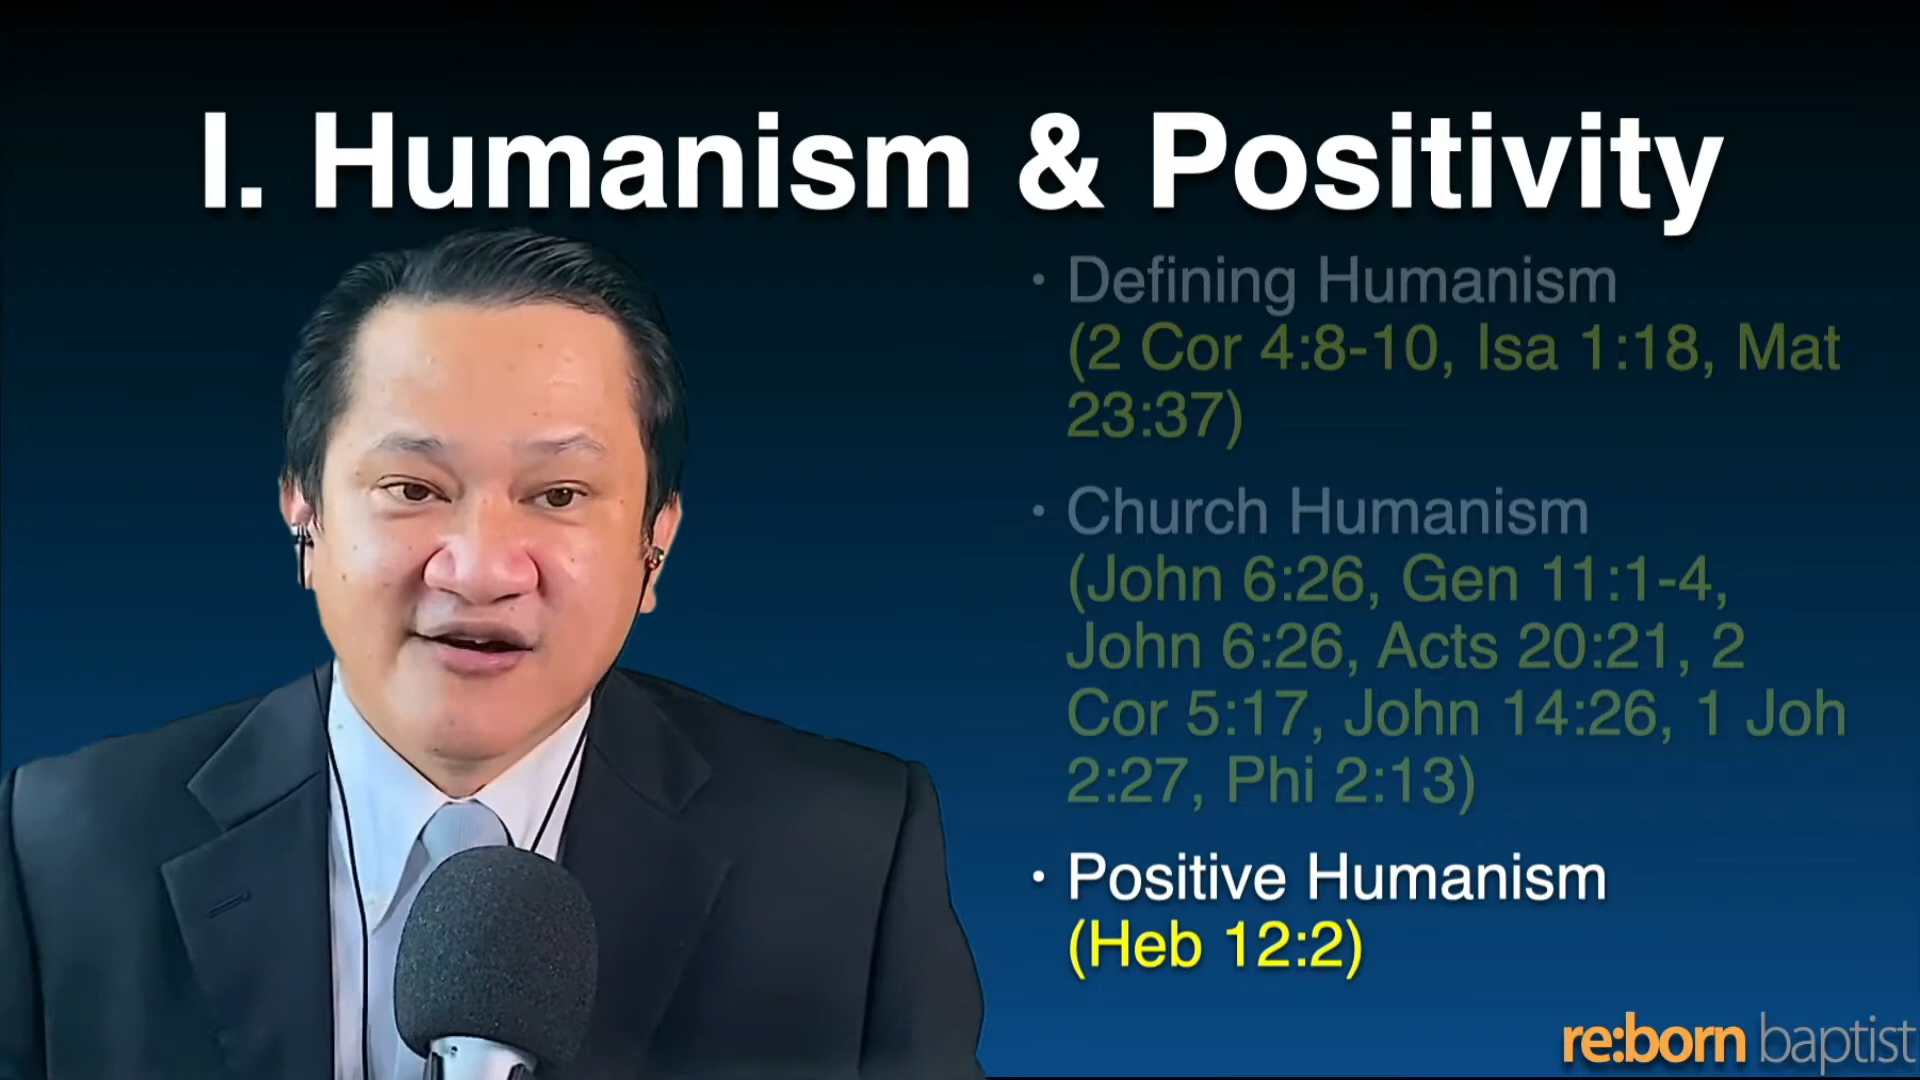 I. Humanism & Positivity
• Defining Humanism
(2 Cor 4:8-10, Isa 1:18, Mat
23:37)
• Church Humanism
(John 6:26, Gen 11:1-4,
John 6:26, Acts 20:21, 2
Cor 5:17, John 14:26, 1 Joh
2:27, Phi 2:13)
• Positive Humanism
(Heb 12:2)
re:born baptist